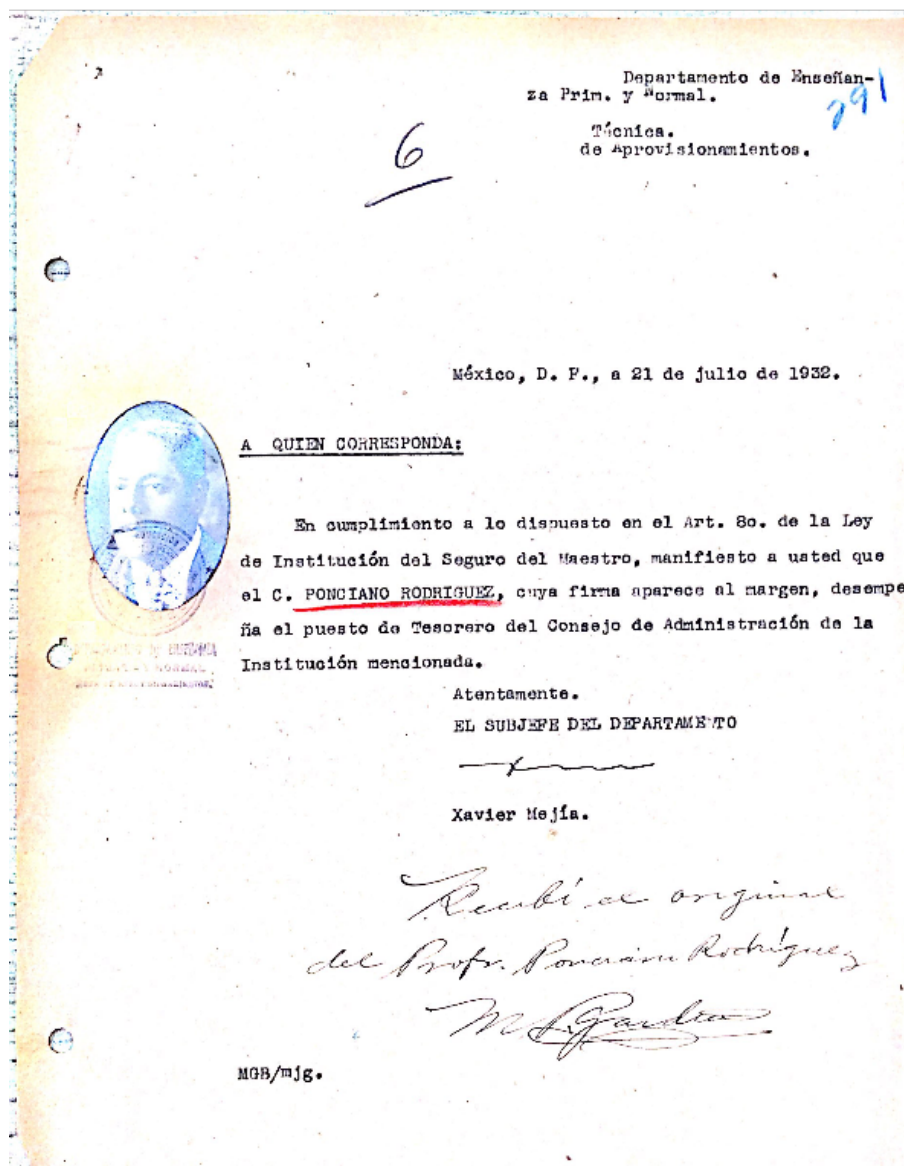 Departamento de Enseñan-
za Prim. y Normal.
291
Técnica.
de Aprovisionamientos.
6
México, D. F., a 21 de julio de 1932.
A QUIEN CORRESPONDA:
En cumplimiento a lo dispuesto en el Art. 8o. de la Ley
de Institución del Seguro del Maestro, manifiesto a usted que
el C. PONCIANO RODRIGUEZ, cuya firma aparece al margen, desempe
ña el puesto de Tesorero del Consejo de Administración de la
Institución mencionada.
Atentamente.
EL SUBJEFE DEL DEPARTAMENTO
Xavier Mejía.
Recibí el original
del Profr. Ponciano Rodríguez
MGB/mjg.